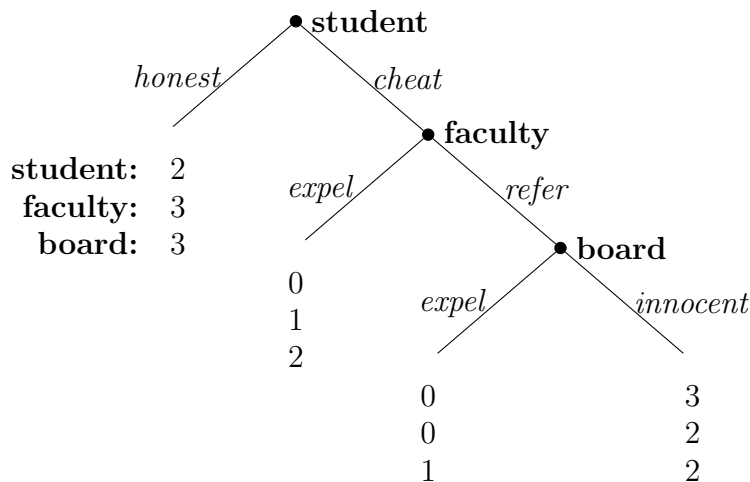 student
honest
cheat
faculty
student: 2
faculty: 3
board: 3
expel
refer
board
0
1
2
expel
innocent
0
0
1
3
2
2